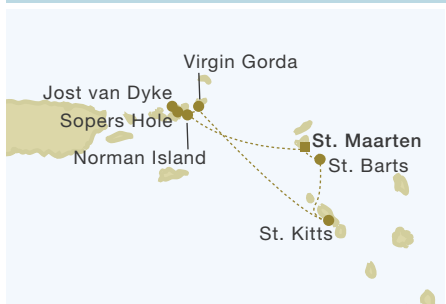 Virgin Gorda
Jost van Dyke
Sopers Hole
Norman Island
St. Maarten
St. Barts
St. Kitts